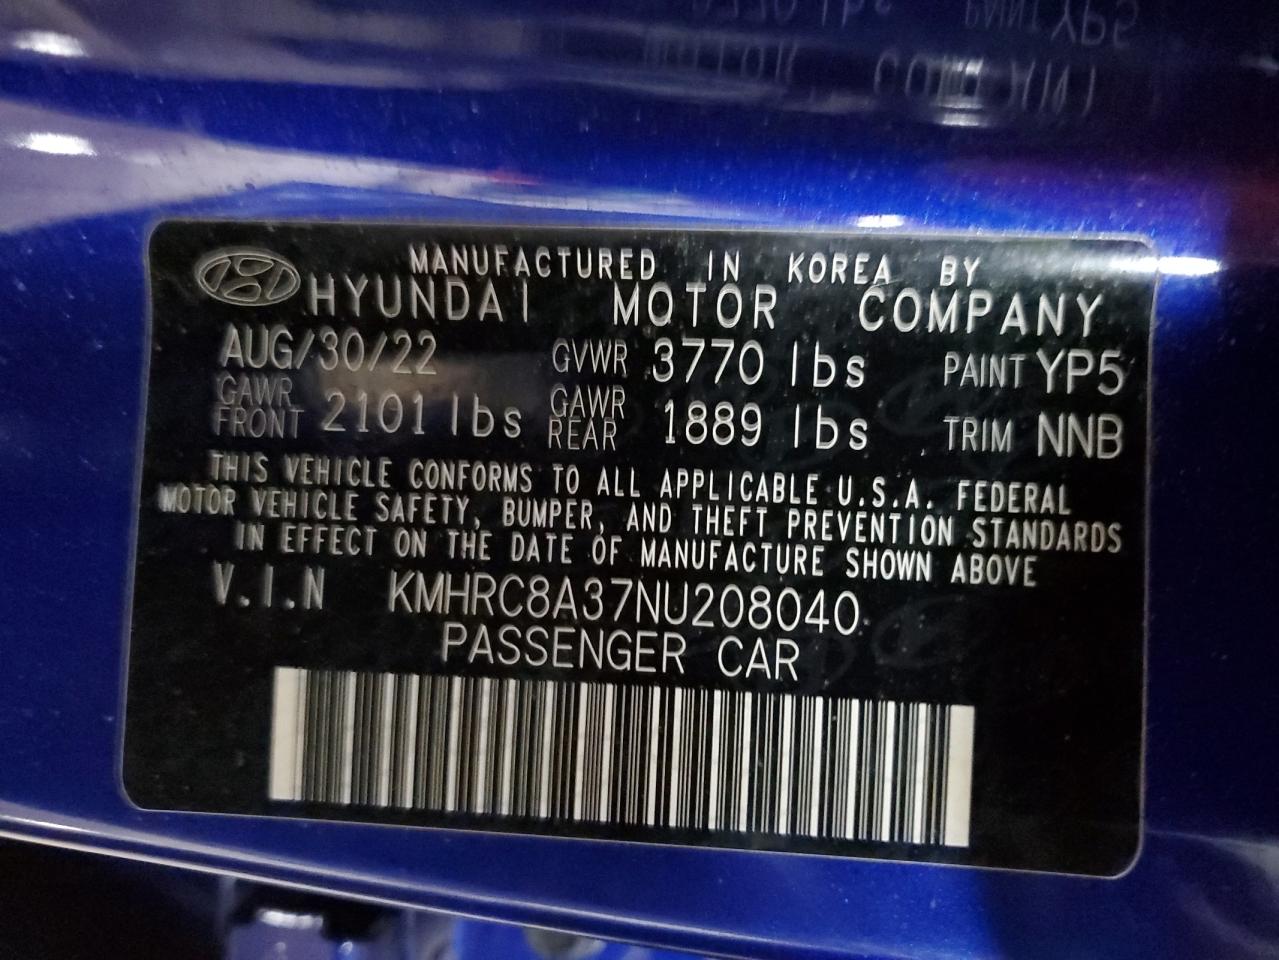 MANUFACTURED IN KOREA BY
HYUNDAI MOTOR COMPANY
AUG/30/22 GVWR 3770 lbs PAINT YP5
GAWR FRONT 2101 lbs GAWR REAR 1889 lbs TRIM NNB
THIS VEHICLE CONFORMS TO ALL APPLICABLE U.S.A. FEDERAL
MOTOR VEHICLE SAFETY, BUMPER, AND THEFT PREVENTION STANDARDS
IN EFFECT ON THE DATE OF MANUFACTURE SHOWN ABOVE
V.I.N KMHRC8A37NU208040
PASSENGER CAR